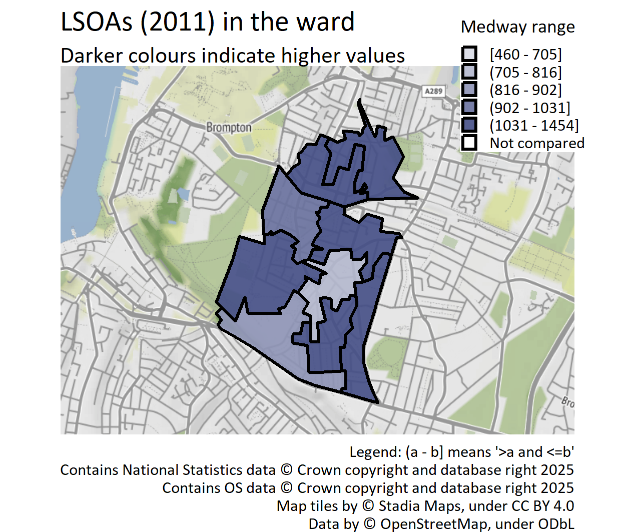 LSOAs (2011) in the ward
Darker colours indicate higher values
Medway range
[460 - 705]
(705 - 816]
(816 - 902]
(902 - 1031]
(1031 - 1454]
Not compared
A289
Brompton
Bro
Legend: (a - b] means '>a and <=b'
Contains National Statistics data © Crown copyright and database right 2025
Contains OS data © Crown copyright and database right 2025
Map tiles by © Stadia Maps, under CC BY 4.0
Data by © OpenStreetMap, under ODbL